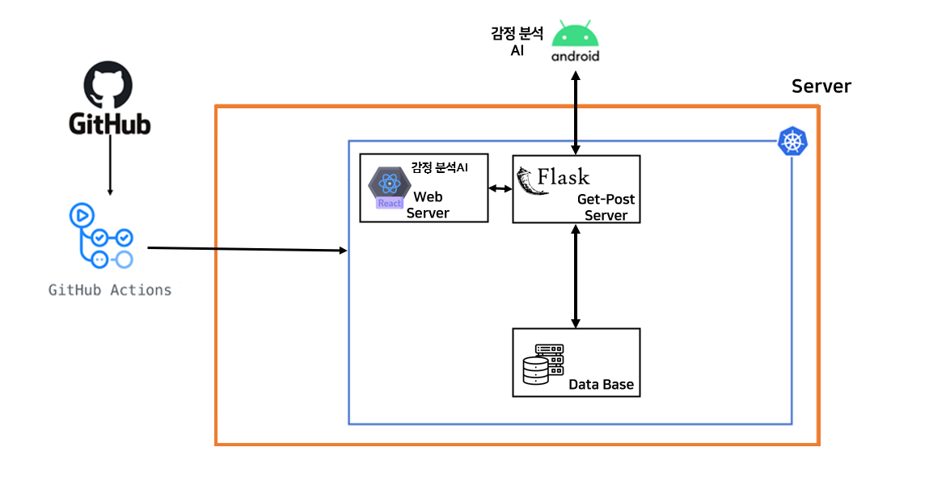 감정 분석
AI
android
Server
GitHub
감정 분석AI
React
Web
Server
Flask
Get-Post
Server
GitHub Actions
Data Base